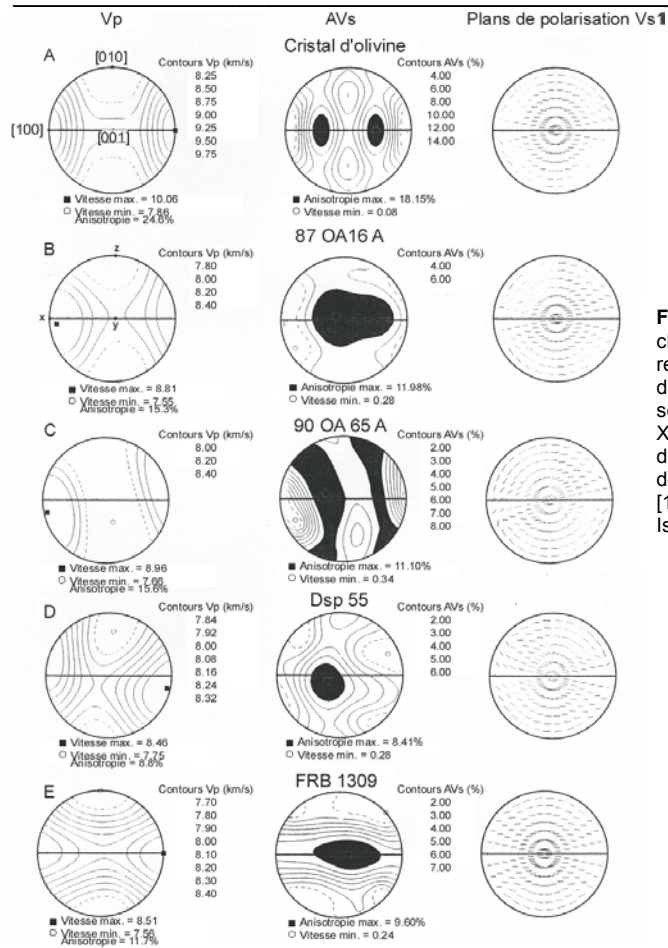 Vp AVs Plans de polarisation Vs1
Cristal d'olivine
A [010] Contours Vp (km/s) Contours AVs (%)
8.25 4.00
8.50 6.00
8.75 8.00
9.00 10.00
[100] [001] 9.25 12.00
9.50 14.00
9.75
Vitesse max. = 10.06 Anisotropie max. = 18.15%
Vitesse min. = 7.86 Vitesse min. = 0.08
Anisotropie = 24.6%
87 OA16 A
B z Contours Vp (km/s) Contours AVs (%)
7.80 4.00
8.00 6.00
8.20
8.40
x y
Vitesse max. = 8.81 Anisotropie max. = 11.98%
Vitesse min. = 7.55 Vitesse min. = 0.28
Anisotropie = 15.3%
90 OA 65 A
C Contours Vp (km/s) Contours AVs (%)
8.00 2.00
8.20 3.00
8.40 4.00
5.00
6.00
7.00
8.00
Vitesse max. = 8.96 Anisotropie max. = 11.10%
Vitesse min. = 7.66 Vitesse min. = 0.34
Anisotropie = 15.6%
Dsp 55
D Contours Vp (km/s) Contours AVs (%)
7.84 2.00
7.92 3.00
8.00 4.00
8.08 5.00
8.16 6.00
8.24
8.32
Vitesse max. = 8.46 Anisotropie max. = 8.41%
Vitesse min. = 7.75 Vitesse min. = 0.28
Anisotropie = 8.8%
FRB 1309
E Contours Vp (km/s) Contours AVs (%)
7.70 2.00
7.80 3.00
7.90 4.00
8.00 5.00
8.10 6.00
8.20 7.00
8.30
8.40
Vitesse max. = 8.51 Anisotropie max. = 9.60%
Vitesse min. = 7.56 Vitesse min. = 0.24
Anisotropie = 11.7%